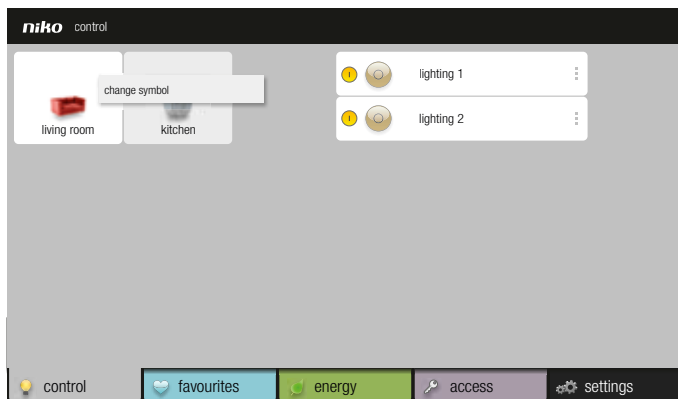 niko control
change symbol
living room
kitchen
lighting 1
lighting 2
control
favourites
energy
access
settings